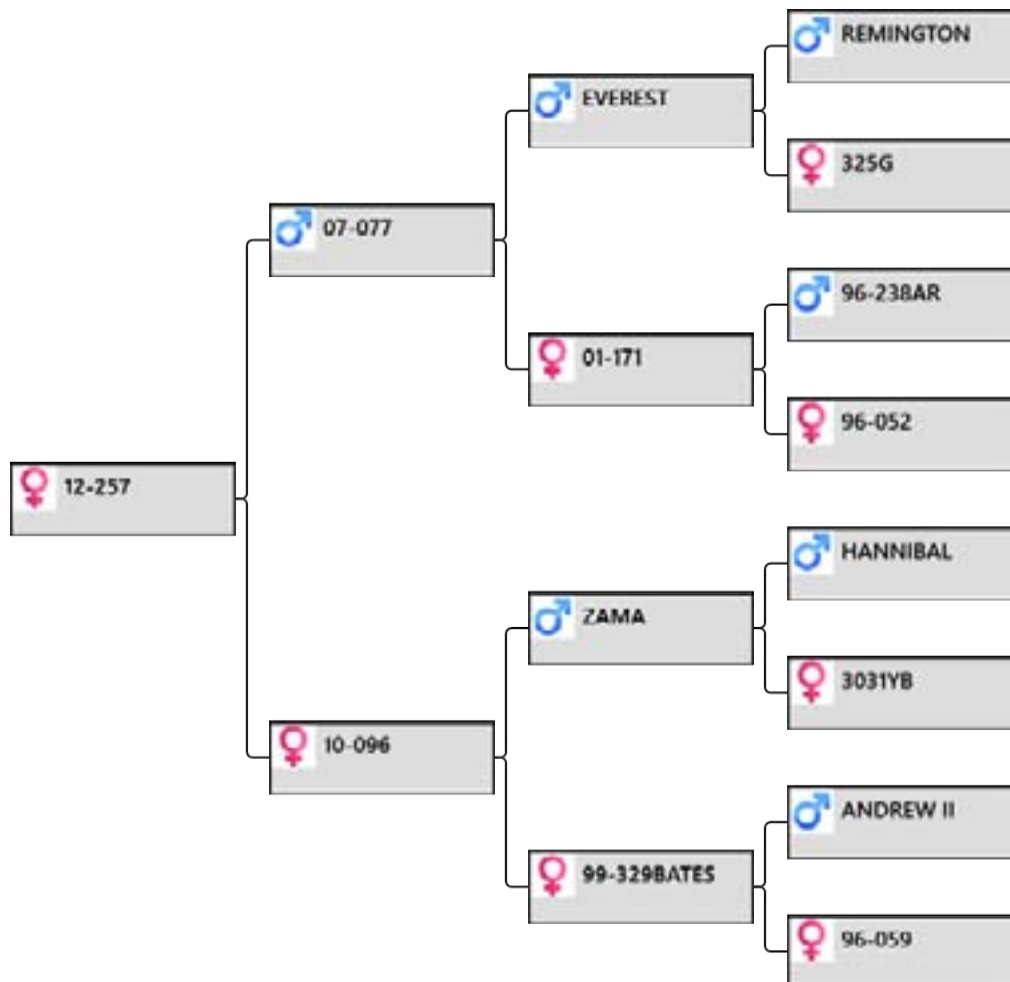 REMINGTON
EVEREST
325G
07-077
96-238AR
01-171
96-052
12-257
HANNIBAL
ZAMA
3031YB
10-096
ANDREW II
99-329BATES
96-059